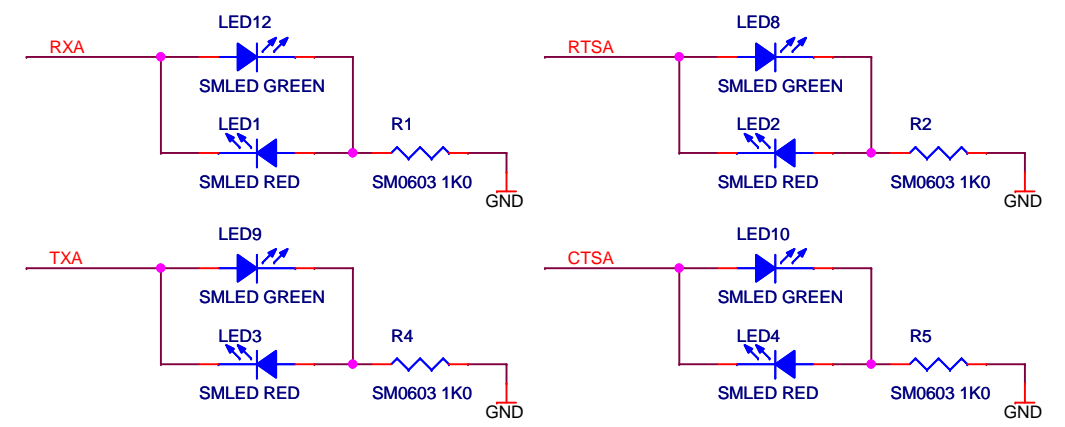 LED12
RXA
SMLED GREEN
LED1
R1
SMLED RED
SM0603 1K0
GND
LED8
RTSA
SMLED GREEN
LED2
R2
SMLED RED
SM0603 1K0
GND
LED9
TXA
SMLED GREEN
LED3
R4
SMLED RED
SM0603 1K0
GND
LED10
CTSA
SMLED GREEN
LED4
R5
SMLED RED
SM0603 1K0
GND